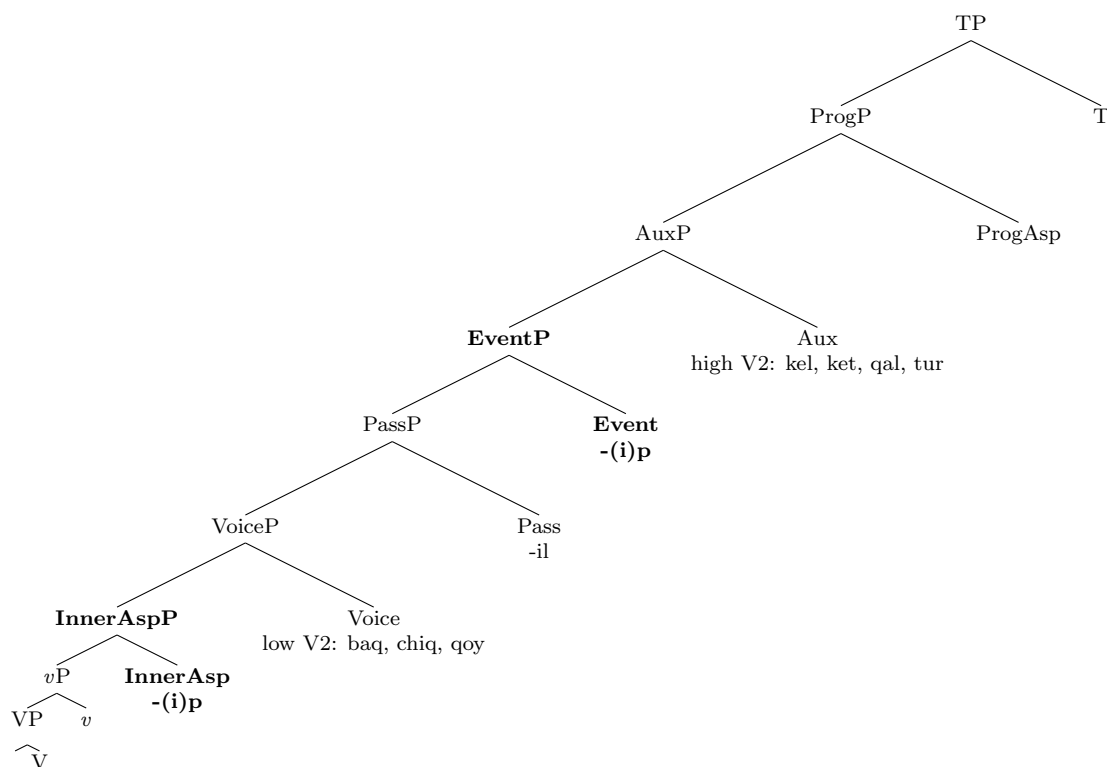 TP
ProgP T
AuxP ProgAsp
EventP Aux
high V2: kel, ket, qal, tur
PassP Event
-(i)p
VoiceP Pass
-il
InnerAspP Voice
low V2: baq, chiq, qoy
vP InnerAsp
-(i)p
VP v
V